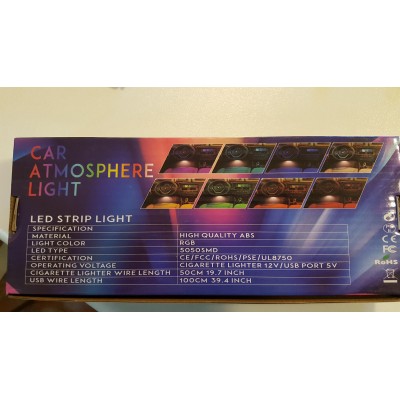 CAR
ATMOSPHERE
LIGHT
LED STRIP LIGHT
SPECIFICATION
MATERIAL HIGH QUALITY ABS
LIGHT COLOR RGB
LED TYPE 5050SMD
CERTIFICATION CE/FCC/ROHS/PSE/UL8750
OPERATING VOLTAGE CIGARETTE LIGHTER 12V/USB PORT 5V
CIGARETTE LIGHTER WIRE LENGTH 50CM 19.7 INCH
USB WIRE LENGTH 100CM 39.4 INCH
RoHS